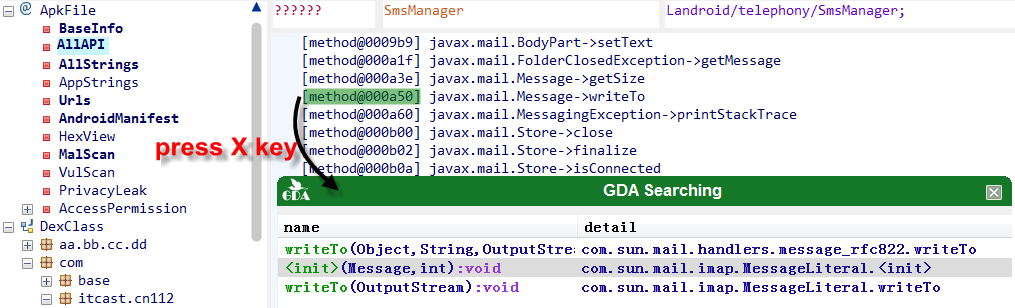 ApkFile
BaseInfo
AllAPI
AllStrings
AppStrings
Urls
AndroidManifest
HexView
MalScan
VulScan
PrivacyLeak
AccessPermission
DexClass
aa.bb.cc.dd
com
base
itcast.cn112
?????? SmsManager Landroid/telephony/SmsManager;
[method@0009b9] javax.mail.BodyPart->setText
[method@000a1f] javax.mail.FolderClosedException->getMessage
[method@000a3e] javax.mail.Message->getSize
[method@000a50] javax.mail.Message->writeTo
[method@000a60] javax.mail.MessagingException->printStackTrace
[method@000b00] javax.mail.Store->close
[method@000b02] javax.mail.Store->finalize
[method@000b0a] javax.mail.Store->isConnected
press X key
GDA GDA Searching
name detail
writeTo(Object,String,OutputStre com.sun.mail.handlers.message_rfc822.writeTo
<init>(Message,int):void com.sun.mail.imap.MessageLiteral.<init>
writeTo(OutputStream):void com.sun.mail.imap.MessageLiteral.writeTo